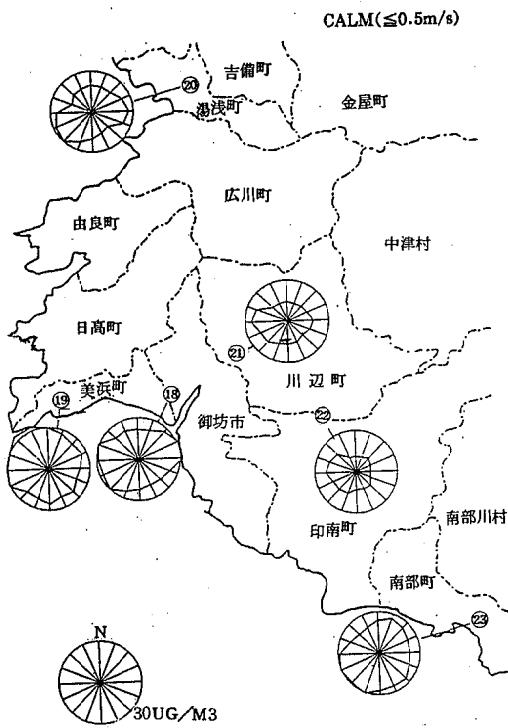 CALM(≦0.5m/s)
吉備町
⑳
金屋町
湯浅町
広川町
由良町
中津村
日高町
㉑
川辺町
美浜町
⑲
⑱
御坊市
㉒
印南町
南部川村
南部町
㉓
N
30UG/M3